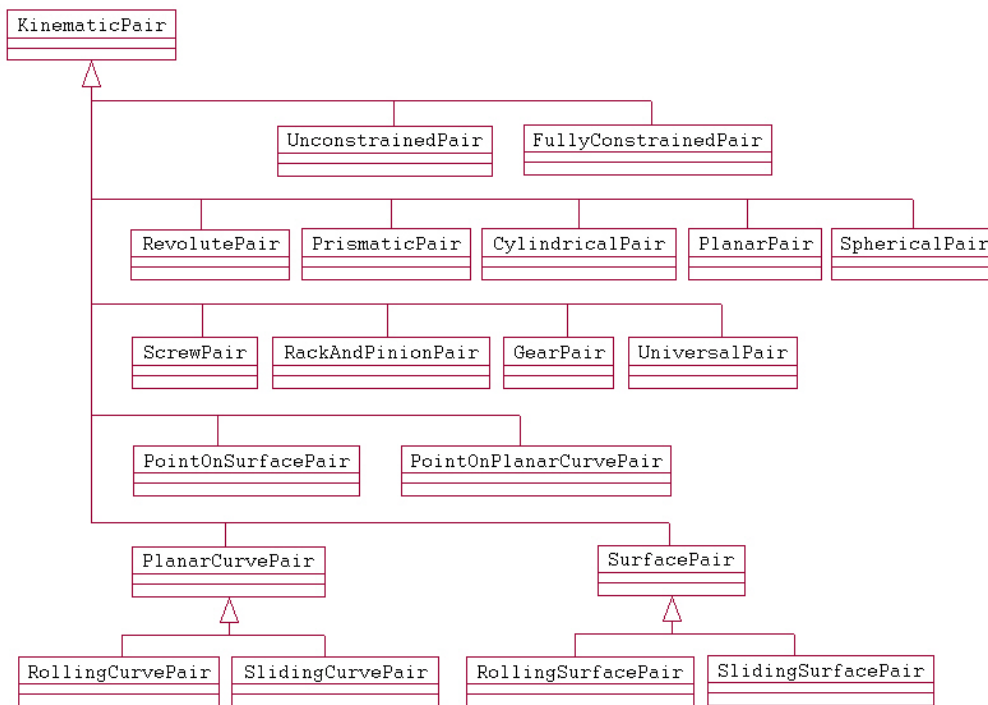 KinematicPair
UnconstrainedPair
FullyConstrainedPair
RevolutePair
PrismaticPair
CylindricalPair
PlanarPair
SphericalPair
ScrewPair
RackAndPinionPair
GearPair
UniversalPair
PointOnSurfacePair
PointOnPlanarCurvePair
PlanarCurvePair
SurfacePair
RollingCurvePair
SlidingCurvePair
RollingSurfacePair
SlidingSurfacePair